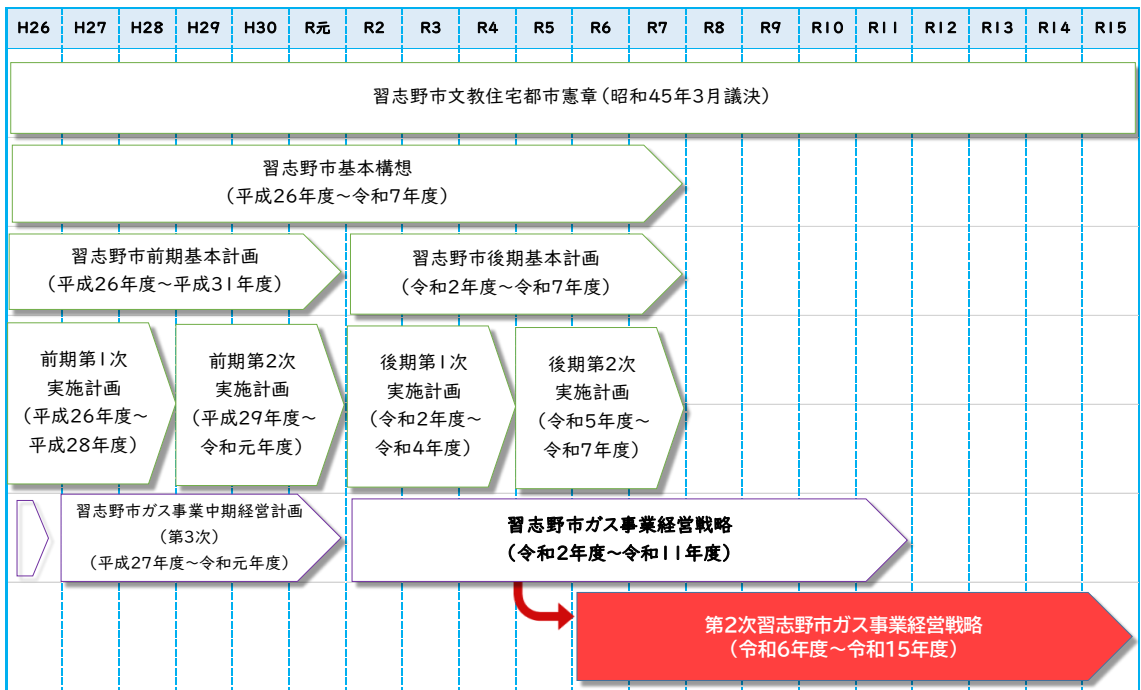 H26 H27 H28 H29 H30 R元 R2 R3 R4 R5 R6 R7 R8 R9 R10 R11 R12 R13 R14 R15
習志野市文教住宅都市憲章(昭和45年3月議決)
習志野市基本構想
(平成26年度～令和7年度)
習志野市前期基本計画
(平成26年度～平成31年度)
習志野市後期基本計画
(令和2年度～令和7年度)
前期第1次
実施計画
(平成26年度～
平成28年度)
前期第2次
実施計画
(平成29年度～
令和元年度)
後期第1次
実施計画
(令和2年度～
令和4年度)
後期第2次
実施計画
(令和5年度～
令和7年度)
習志野市ガス事業中期経営計画
(第3次)
(平成27年度～令和元年度)
習志野市ガス事業経営戦略
(令和2年度～令和11年度)
第2次習志野市ガス事業経営戦略
(令和6年度～令和15年度)